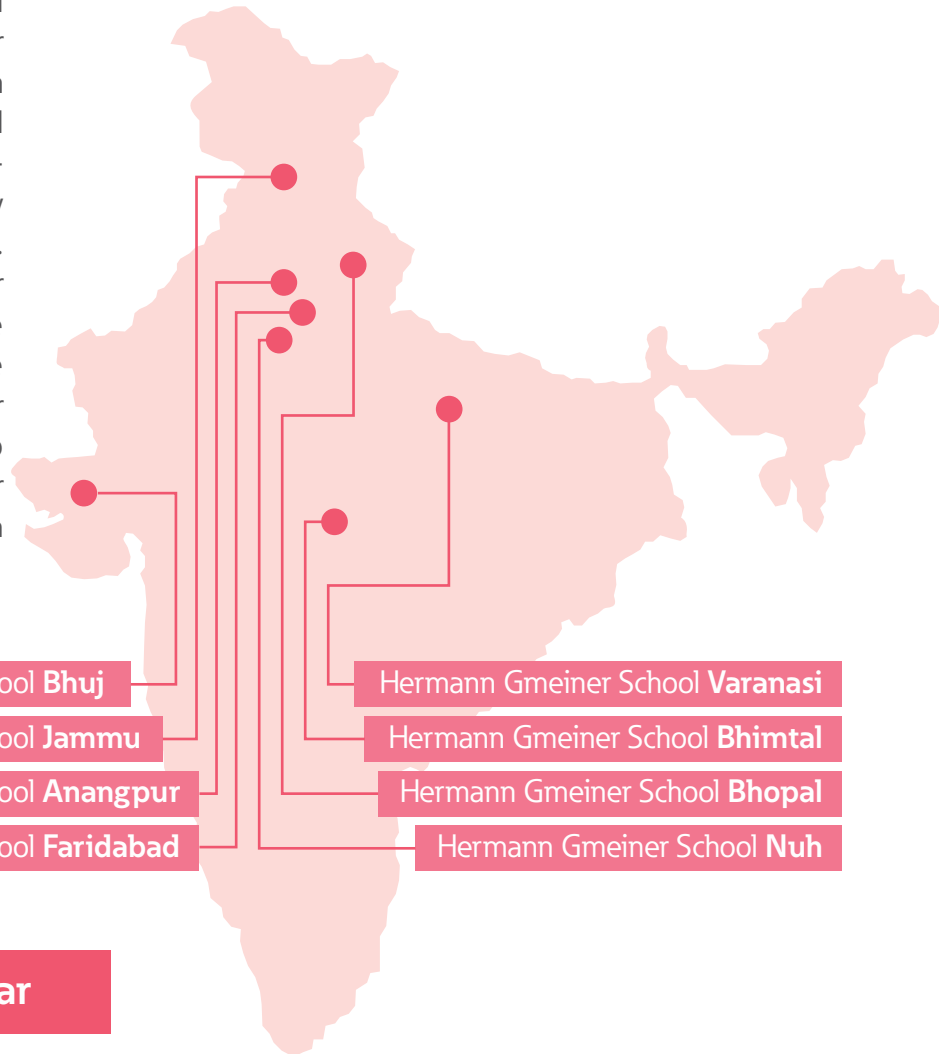 ool Bhuj
ool Jammu
ool Anangpur
ool Faridabad
Hermann Gmeiner School Varanasi
Hermann Gmeiner School Bhimtal
Hermann Gmeiner School Bhopal
Hermann Gmeiner School Nuh
ar